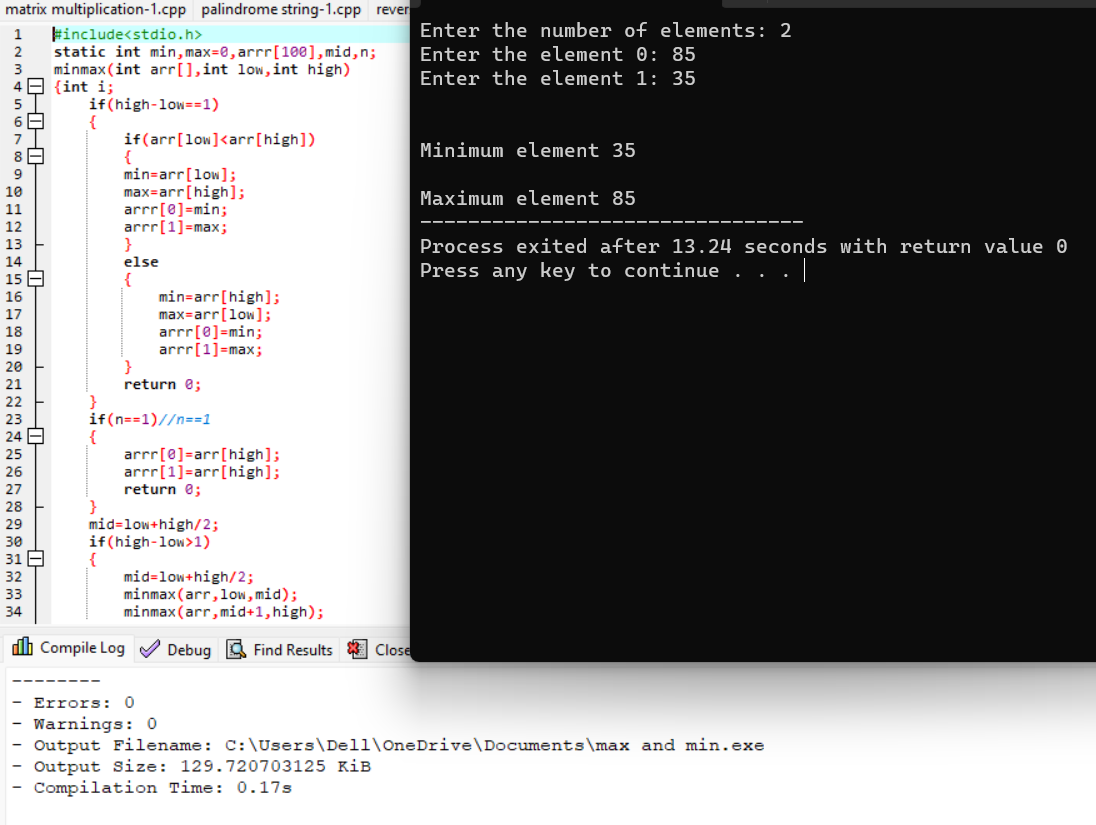 matrix multiplication-1.cpp palindrome string-1.cpp rever
1 #include<stdio.h>
2 static int min,max=0,arrr[100],mid,n;
3 minmax(int arr[],int low,int high)
4 {int i;
5 if(high-low==1)
6 {
7 if(arr[low]<arr[high])
8 {
9 min=arr[low];
10 max=arr[high];
11 arrr[0]=min;
12 arrr[1]=max;
13 }
14 else
15 {
16 min=arr[high];
17 max=arr[low];
18 arrr[0]=min;
19 arrr[1]=max;
20 }
21 return 0;
22 }
23 if(n==1)//n==1
24 {
25 arrr[0]=arr[high];
26 arrr[1]=arr[high];
27 return 0;
28 }
29 mid=low+high/2;
30 if(high-low>1)
31 {
32 mid=low+high/2;
33 minmax(arr,low,mid);
34 minmax(arr,mid+1,high);
Enter the number of elements: 2
Enter the element 0: 85
Enter the element 1: 35
Minimum element 35
Maximum element 85
--------------------------------
Process exited after 13.24 seconds with return value 0
Press any key to continue . . .
Compile Log Debug Find Results Close
--------
- Errors: 0
- Warnings: 0
- Output Filename: C:\Users\Dell\OneDrive\Documents\max and min.exe
- Output Size: 129.720703125 KiB
- Compilation Time: 0.17s